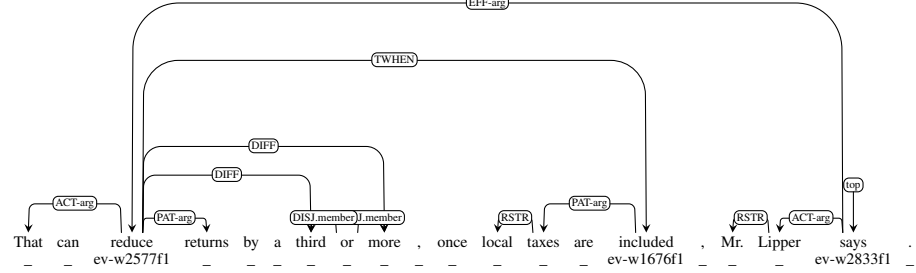 EFF-arg
TWHEN
DIFF
DIFF
top
ACT-arg PAT-arg DISJ.member J.member RSTR PAT-arg RSTR ACT-arg
That can reduce returns by a third or more , once local taxes are included , Mr. Lipper says .
_ _ ev-w2577f1 _ _ _ _ _ _ _ _ _ _ _ ev-w1676f1 _ _ _ ev-w2833f1 _